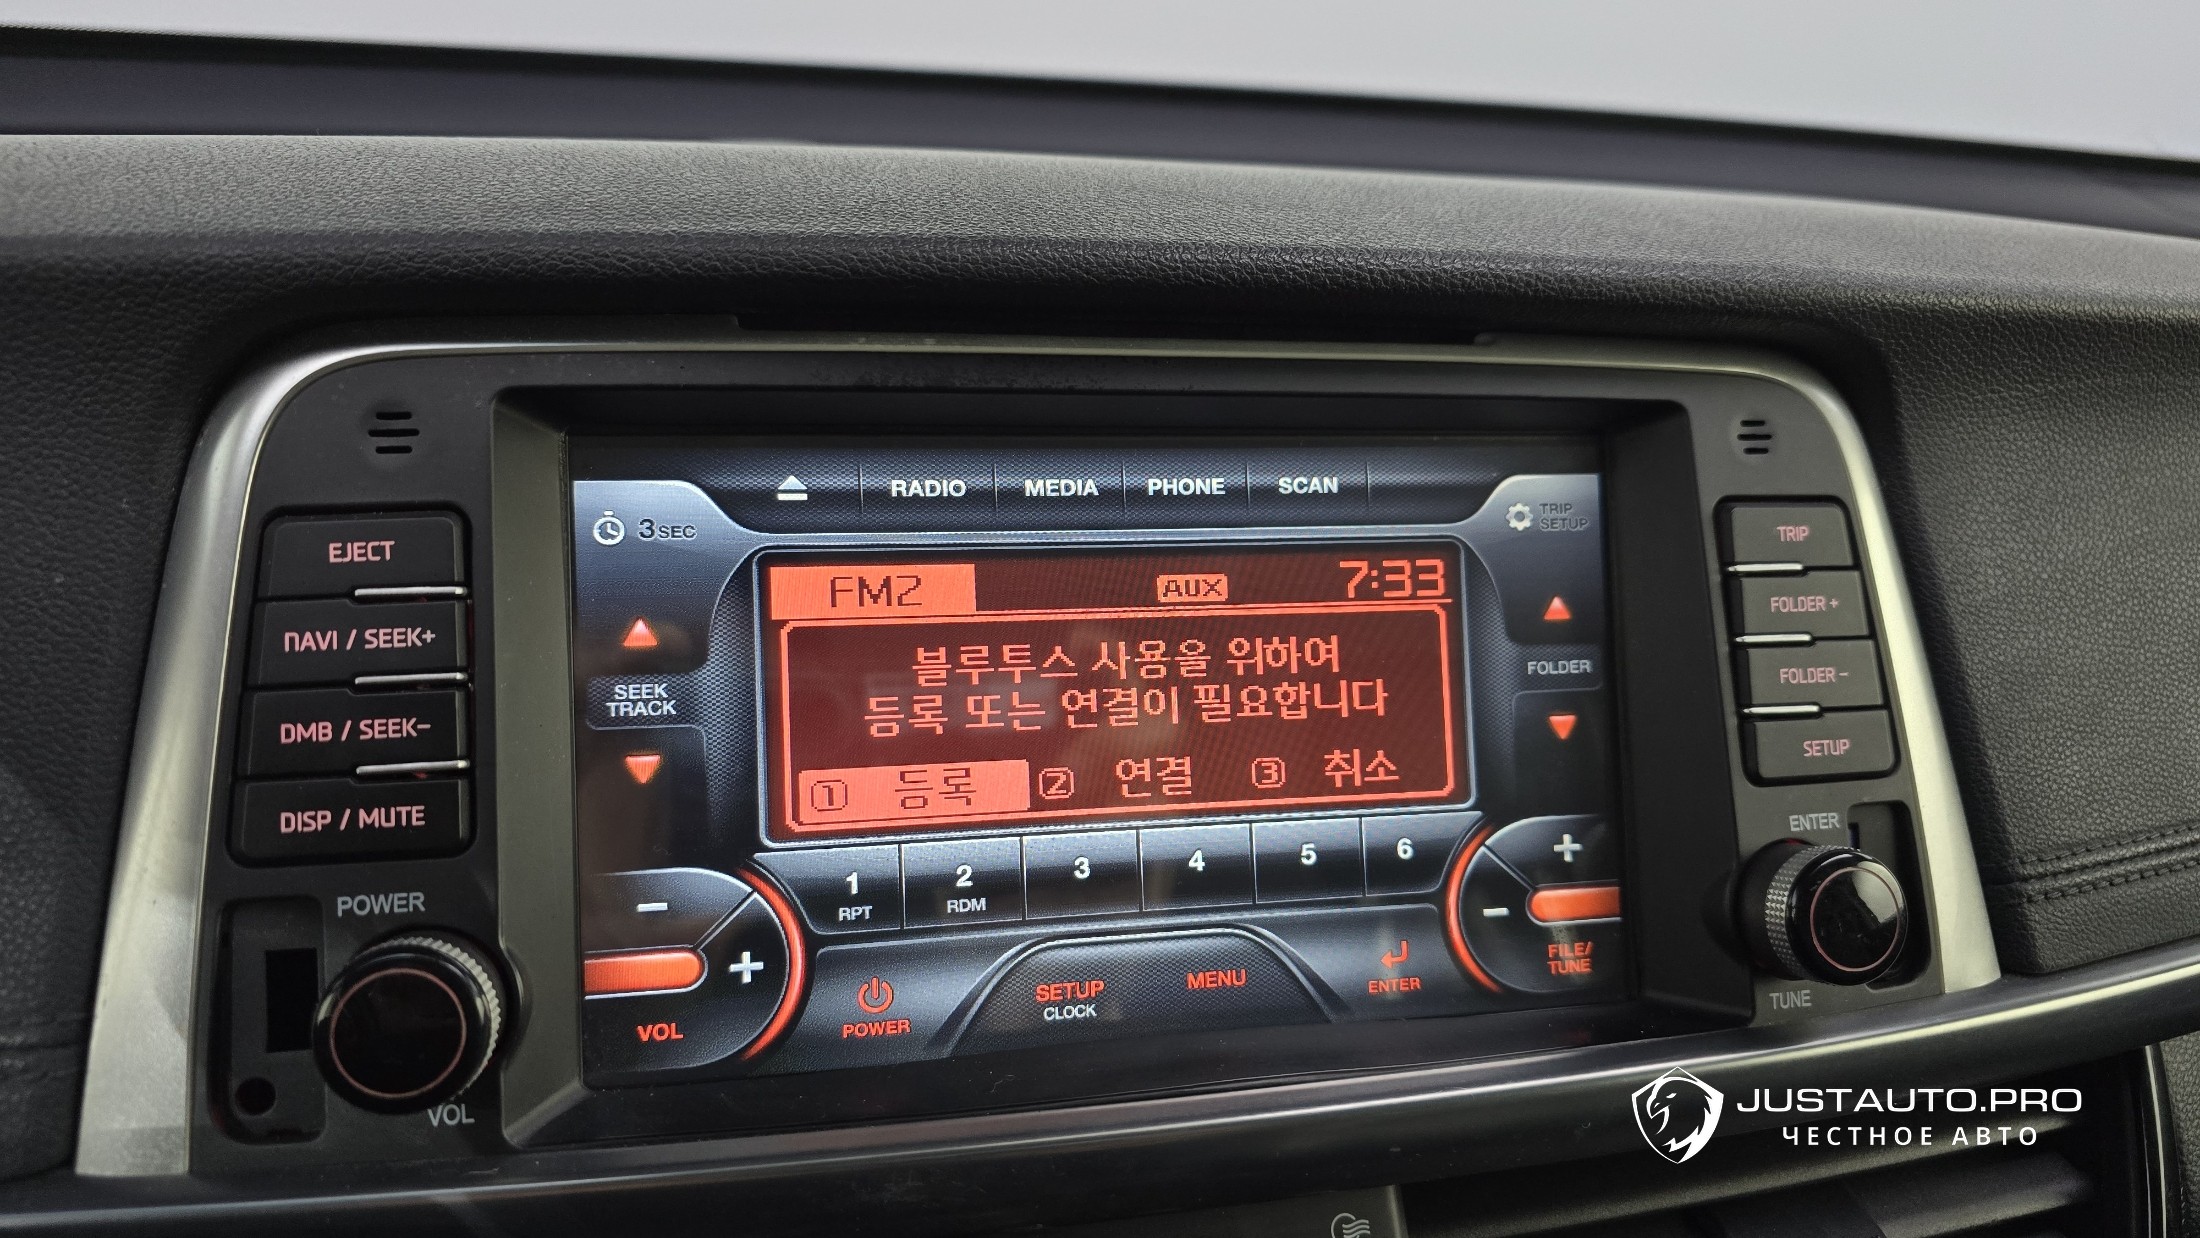 RADIO MEDIA PHONE SCAN
3 SEC
TRIP
SETUP
EJECT
NAVI / SEEK+
DMB / SEEK-
DISP / MUTE
POWER
VOL
SEEK
TRACK
FM2 AUX 7:33
블루투스 사용을 위하여
등록 또는 연결이 필요합니다
① 등록 ② 연결 ③ 취소
FOLDER
TRIP
FOLDER +
FOLDER -
SETUP
ENTER
TUNE
1 2 3 4 5 6
RPT RDM
- +
VOL
POWER
SETUP
CLOCK
MENU
ENTER
+ -
FILE/
TUNE
JUSTAUTO.PRO
ЧЕСТНОЕ АВТО